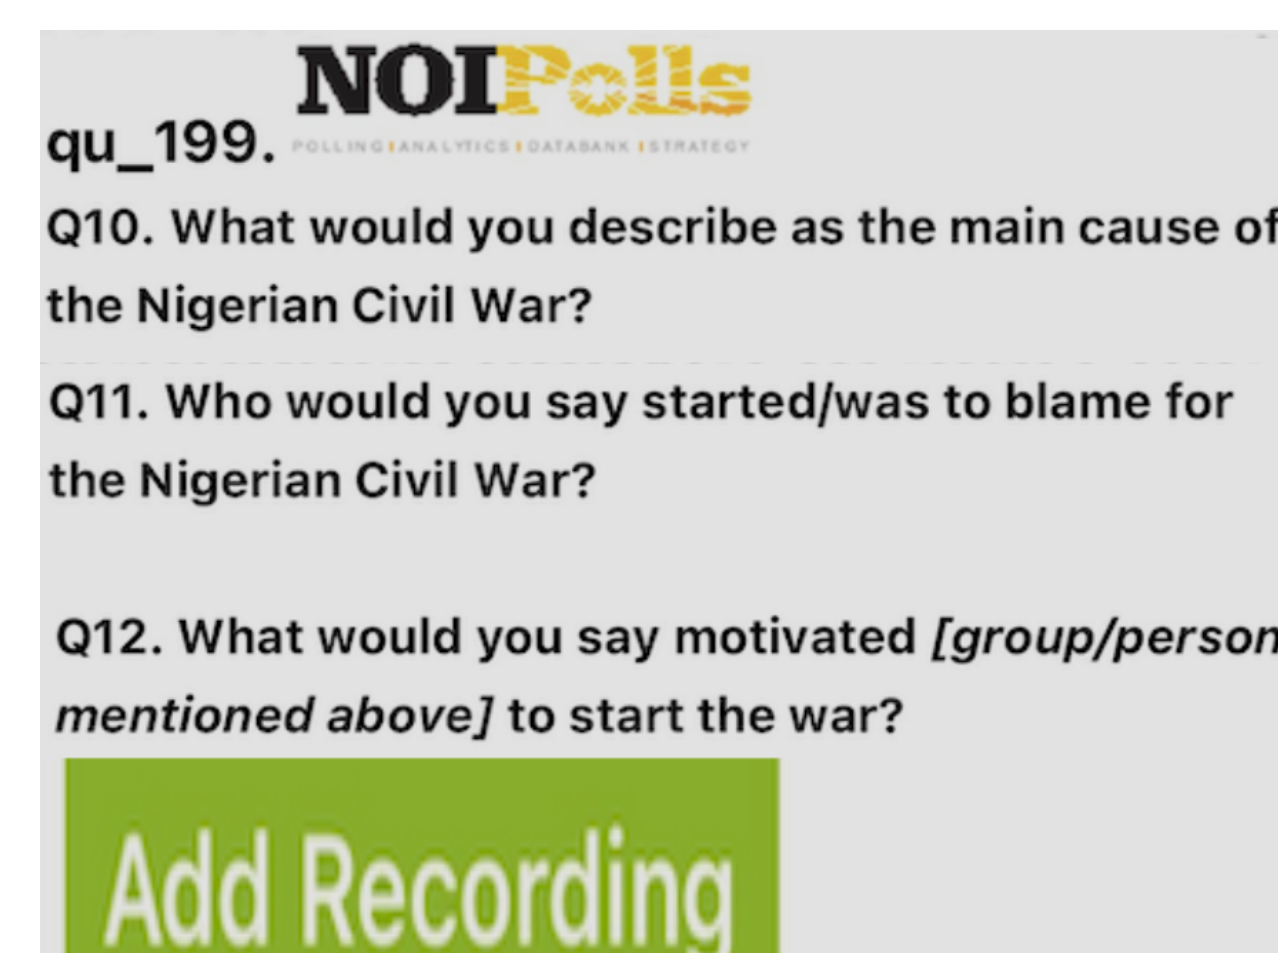 NOIPolls
qu_199. POLLING | ANALYTICS | DATABANK | STRATEGY
Q10. What would you describe as the main cause of
the Nigerian Civil War?
Q11. Who would you say started/was to blame for
the Nigerian Civil War?
Q12. What would you say motivated [group/person
mentioned above] to start the war?
Add Recording